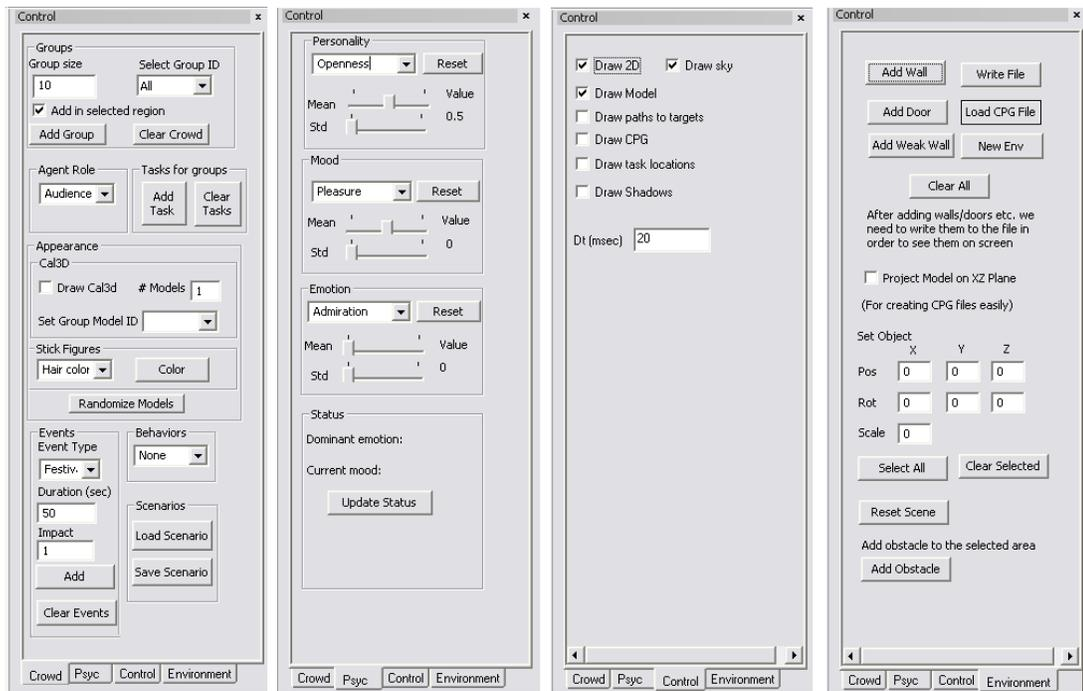 Control x
Groups
Group size Select Group ID
10 All
Add in selected region
Add Group Clear Crowd
Agent Role Tasks for groups
Audience Add Task Clear Tasks
Appearance
Cal3D
Draw Cal3d # Models 1
Set Group Model ID
Stick Figures
Hair color Color
Randomize Models
Events Behaviors
Event Type None
Festiv.
Duration (sec)
50 Scenarios
Impact Load Scenario
1
Add Save Scenario
Clear Events
Crowd Psyc Control Environment
Control x
Personality
Openness Reset
Mean Value
Std 0.5
Mood
Pleasure Reset
Mean Value
Std 0
Emotion
Admiration Reset
Mean Value
Std 0
Status
Dominant emotion:
Current mood:
Update Status
Crowd Psyc Control Environment
Control x
Draw 2D Draw sky
Draw Model
Draw paths to targets
Draw CPG
Draw task locations
Draw Shadows
Dt (msec) 20
Crowd Psyc Control Environment
Control x
Add Wall Write File
Add Door Load CPG File
Add Weak Wall New Env
Clear All
After adding walls/doors etc. we
need to write them to the file in
order to see them on screen
Project Model on XZ Plane
(For creating CPG files easily)
Set Object
X Y Z
Pos 0 0 0
Rot 0 0 0
Scale 0
Select All Clear Selected
Reset Scene
Add obstacle to the selected area
Add Obstacle
Crowd Psyc Control Environment